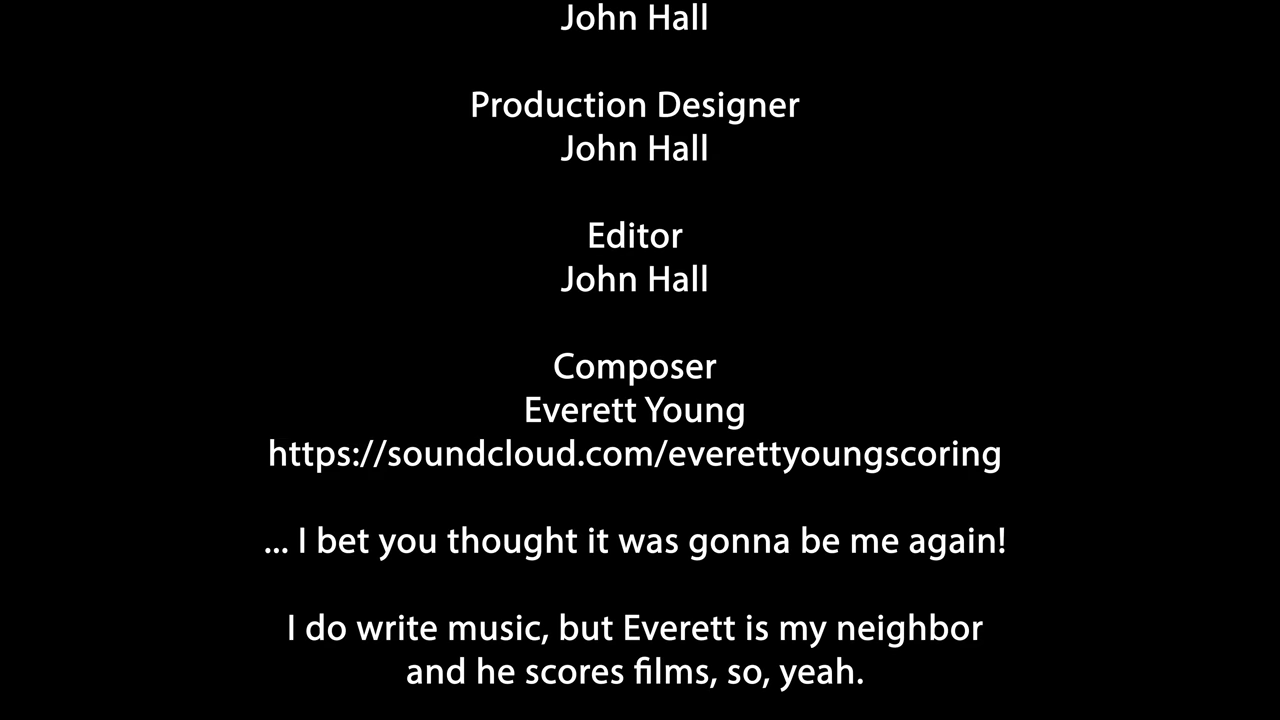 John Hall
Production Designer
John Hall
Editor
John Hall
Composer
Everett Young
https://soundcloud.com/everettyoungscoring
... I bet you thought it was gonna be me again!
I do write music, but Everett is my neighbor
and he scores films, so, yeah.